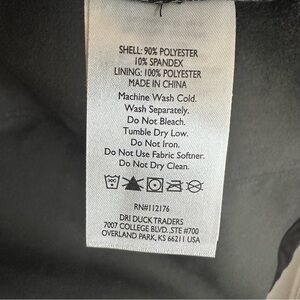 SHELL: 90% POLYESTER
10% SPANDEX
LINING: 100% POLYESTER
MADE IN CHINA
Machine Wash Cold.
Wash Separately.
Do Not Bleach.
Tumble Dry Low.
Do Not Iron.
Do Not Use Fabric Softner.
Do Not Dry Clean.
RN#112176
DRI DUCK TRADERS
7007 COLLEGE BLVD. .STE #700
OVERLAND PARK, KS 66211 USA